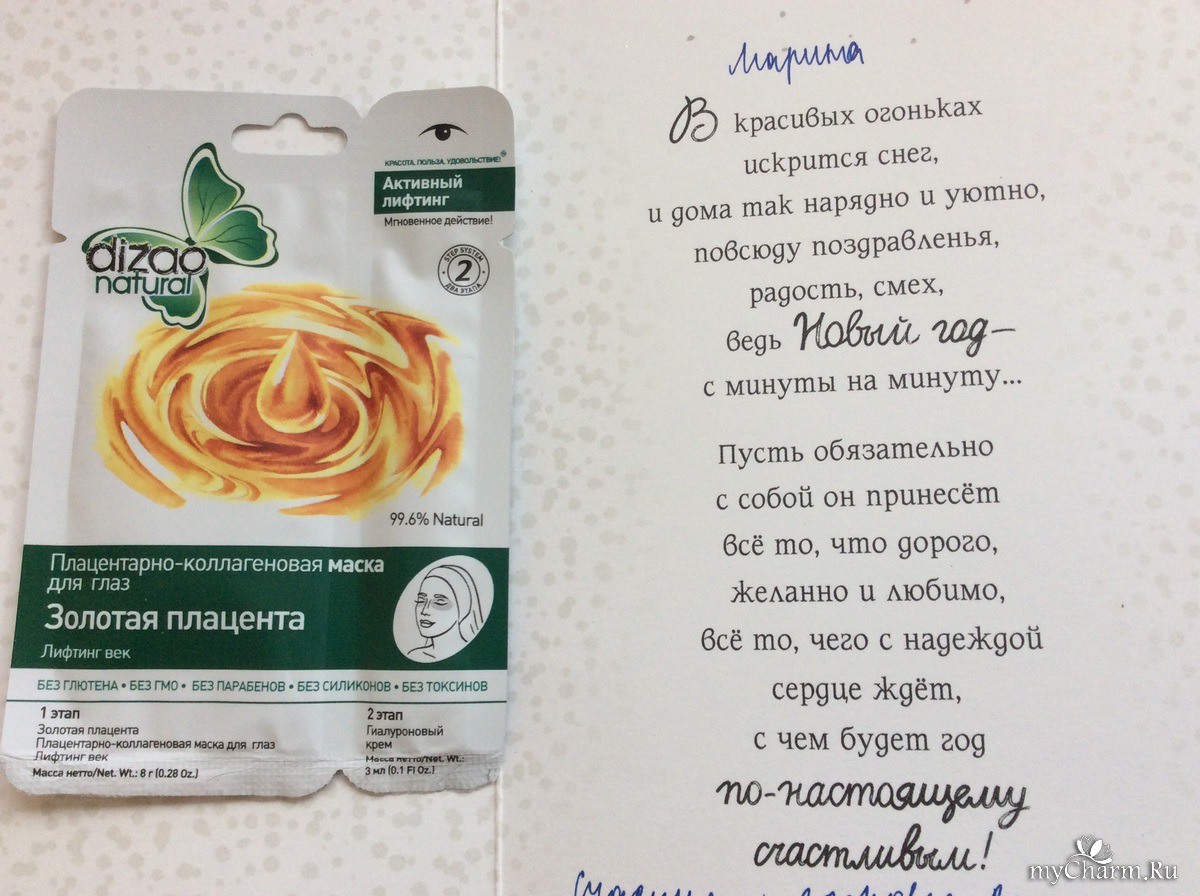 dizao
natural
КРАСОТА, ПОЛЬЗА, УДОВОЛЬСТВИЕ!®
Активный
лифтинг
Мгновенное действие!
STEP SYSTEM
2
ДВА ЭТАПА
99.6% Natural
Плацентарно-коллагеновая маска
для глаз
Золотая плацента
Лифтинг век
БЕЗ ГЛЮТЕНА • БЕЗ ГМО • БЕЗ ПАРАБЕНОВ • БЕЗ СИЛИКОНОВ • БЕЗ ТОКСИНОВ
1 этап
Золотая плацента
Плацентарно-коллагеновая маска для глаз
Лифтинг век
Масса нетто/Net. Wt.: 8 г (0.28 Oz.)
2 этап
Гиалуроновый
крем
Масса нетто/Net. Wt.:
3 мл (0.1 Fl Oz.)
Марина
В красивых огоньках
искрится снег,
и дома так нарядно и уютно,
повсюду поздравленья,
радость, смех,
ведь Новый год—
с минуты на минуту...
Пусть обязательно
с собой он принесёт
всё то, что дорого,
желанно и любимо,
всё то, чего с надеждой
сердце ждёт,
с чем будет год
по-настоящему
счастливым!
myCharm.Ru